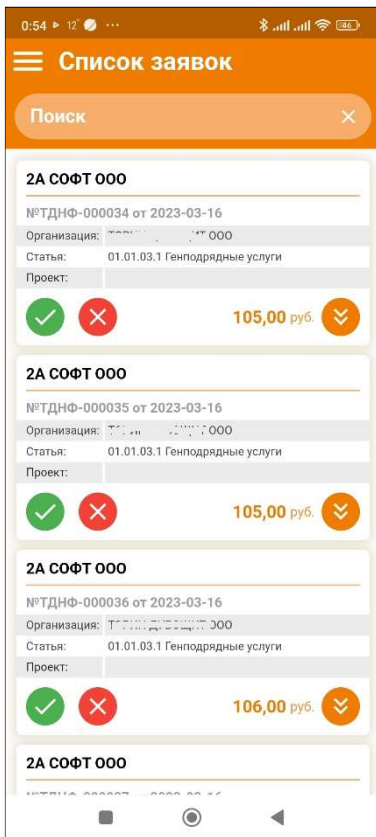 0:54 12° ... 46
Список заявок
Поиск
2А СОФТ ООО
№ТДНФ-000034 от 2023-03-16
Организация: ООО
Статья: 01.01.03.1 Генподрядные услуги
Проект:
105,00 руб.
2А СОФТ ООО
№ТДНФ-000035 от 2023-03-16
Организация: ООО
Статья: 01.01.03.1 Генподрядные услуги
Проект:
105,00 руб.
2А СОФТ ООО
№ТДНФ-000036 от 2023-03-16
Организация: ООО
Статья: 01.01.03.1 Генподрядные услуги
Проект:
106,00 руб.
2А СОФТ ООО